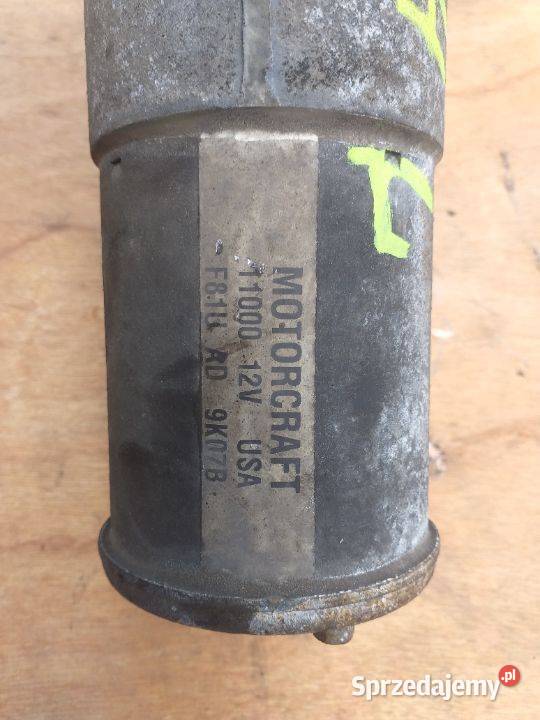 MOTORCRAFT
11000 12V USA
F81U AD 9K07B
Sprzedajemy.pl